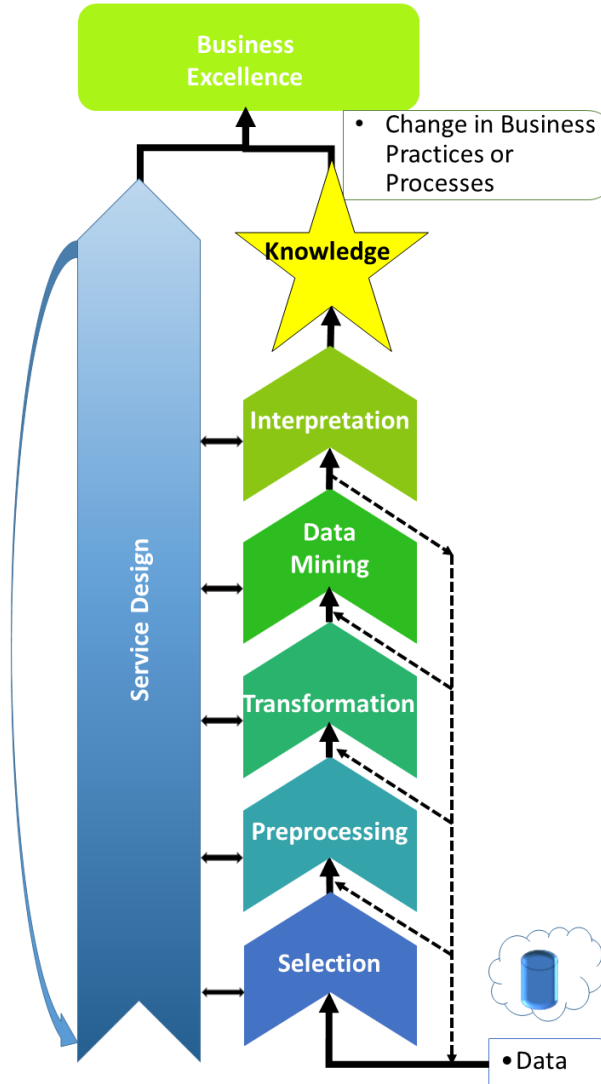 Business
Excellence
• Change in Business
Practices or
Processes
Knowledge
Interpretation
Data
Mining
Service Design
Transformation
Preprocessing
Selection
•Data